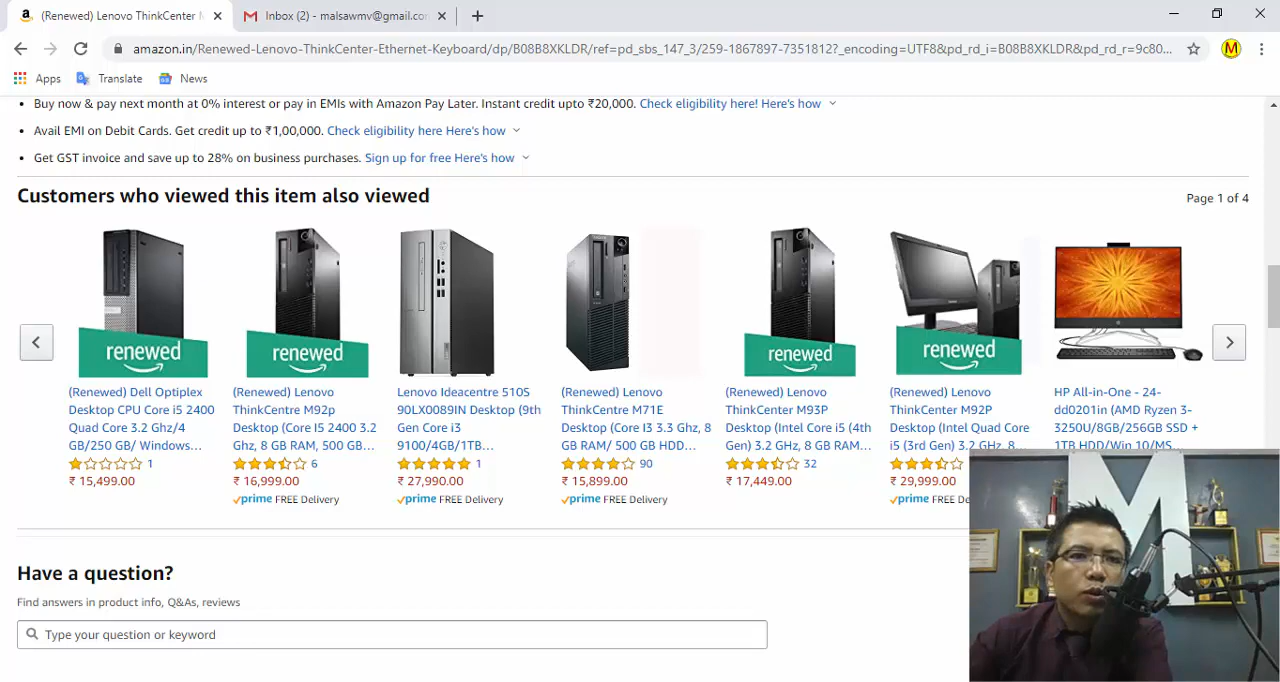 (Renewed) Lenovo ThinkCenter M
Inbox (2) - malsawmv@gmail.co
amazon.in/Renewed-Lenovo-ThinkCenter-Ethernet-Keyboard/dp/B08B8XKLDR/ref=pd_sbs_147_3/259-1867897-7351812?_encoding=UTF8&pd_rd_i=B08B8XKLDR&pd_rd_r=9c80...
M
Apps
Translate
News
• Buy now & pay next month at 0% interest or pay in EMIs with Amazon Pay Later. Instant credit upto ₹20,000. Check eligibility here! Here's how
• Avail EMI on Debit Cards. Get credit up to ₹1,00,000. Check eligibility here Here's how
• Get GST invoice and save up to 28% on business purchases. Sign up for free Here's how
Customers who viewed this item also viewed
Page 1 of 4
renewed
(Renewed) Dell Optiplex
Desktop CPU Core i5 2400
Quad Core 3.2 Ghz/4
GB/250 GB/ Windows...
1
₹ 15,499.00
renewed
(Renewed) Lenovo
ThinkCentre M92p
Desktop (Core I5 2400 3.2
Ghz, 8 GB RAM, 500 GB...
6
₹ 16,999.00
prime FREE Delivery
Lenovo Ideacentre 510S
90LX0089IN Desktop (9th
Gen Core i3
9100/4GB/1TB...
1
₹ 27,990.00
prime FREE Delivery
(Renewed) Lenovo
ThinkCentre M71E
Desktop (Core I3 3.3 Ghz, 8
GB RAM/ 500 GB HDD...
90
₹ 15,899.00
prime FREE Delivery
renewed
(Renewed) Lenovo
ThinkCenter M93P
Desktop (Intel Core i5 (4th
Gen) 3.2 Ghz, 8 GB RAM...
32
₹ 17,449.00
renewed
(Renewed) Lenovo
ThinkCenter M92P
Desktop (Intel Quad Core
i5 (3rd Gen) 3.2 GHz, 8
₹ 29,999.00
prime FREE De
HP All-in-One - 24-
dd0201in (AMD Ryzen 3-
3250U/8GB/256GB SSD +
1TB HDD/Win 10/MS
Have a question?
Find answers in product info, Q&As, reviews
Type your question or keyword
M